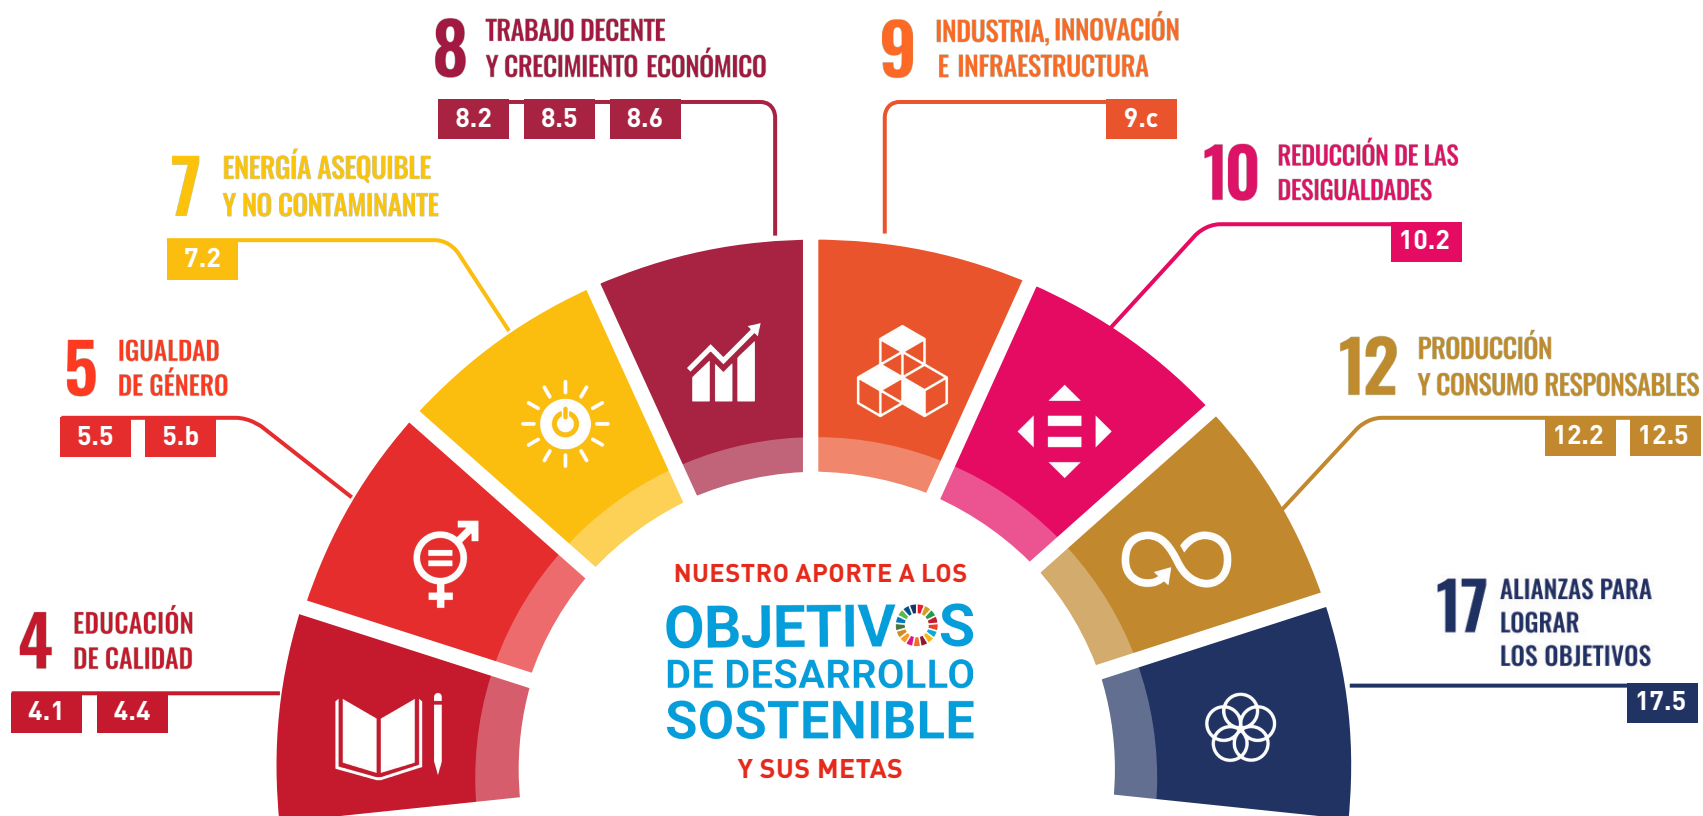 8 TRABAJO DECENTE
Y CRECIMIENTO ECONÓMICO
8.2 8.5 8.6
9 INDUSTRIA, INNOVACIÓN
E INFRAESTRUCTURA
9.c
7 ENERGÍA ASEQUIBLE
Y NO CONTAMINANTE
7.2
10 REDUCCIÓN DE LAS
DESIGUALDADES
10.2
5 IGUALDAD
DE GÉNERO
5.5 5.b
12 PRODUCCIÓN
Y CONSUMO RESPONSABLES
12.2 12.5
4 EDUCACIÓN
DE CALIDAD
4.1 4.4
17 ALIANZAS PARA
LOGRAR
LOS OBJETIVOS
17.5
NUESTRO APORTE A LOS
OBJETIVOS
DE DESARROLLO
SOSTENIBLE
Y SUS METAS